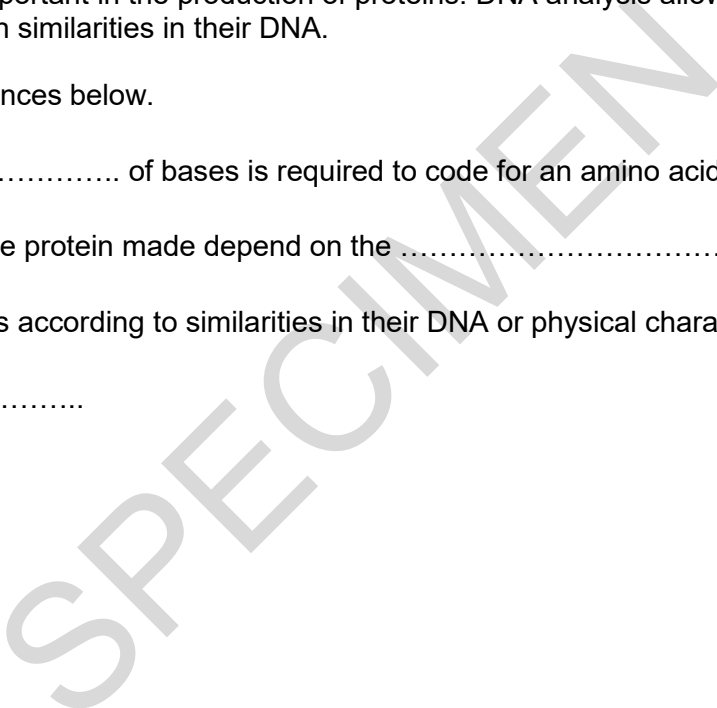 portant in the production of proteins. DNA analysis allow
n similarities in their DNA.
nces below.
………….. of bases is required to code for an amino acid
e protein made depend on the ………………………………
s according to similarities in their DNA or physical chara
………..
SPECIMEN